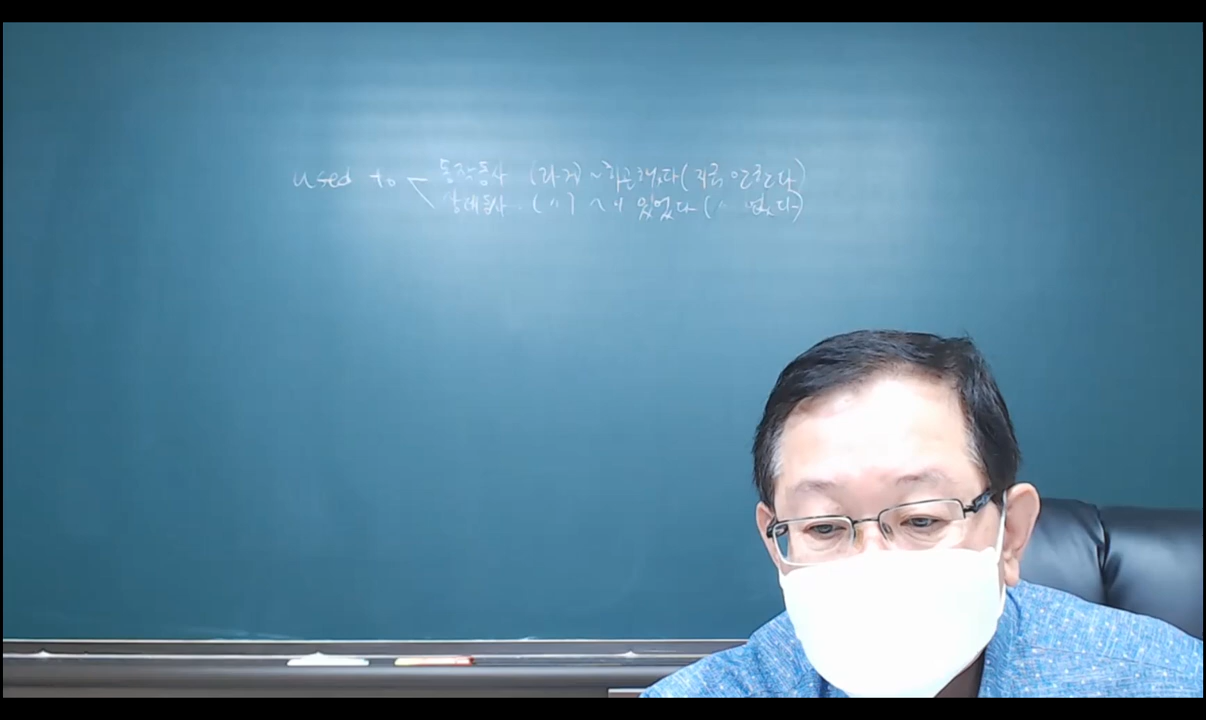 used to < 동작동사 (과거) ~하곤 했다 (지금 안한다)
상태동사 (〃) ~이 있었다 (〃 없다)